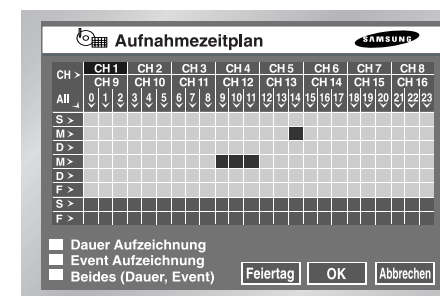 Aufnahmezeitplan SAMSUNG
CH > CH 1 CH 2 CH 3 CH 4 CH 5 CH 6 CH 7 CH 8
CH 9 CH 10 CH 11 CH 12 CH 13 CH 14 CH 15 CH 16
All 0 1 2 3 4 5 6 7 8 9 10 11 12 13 14 15 16 17 18 19 20 21 22 23
S >
M >
D >
M >
D >
F >
S >
F >
Dauer Aufzeichnung
Event Aufzeichnung
Beides (Dauer, Event) Feiertag OK Abbrechen